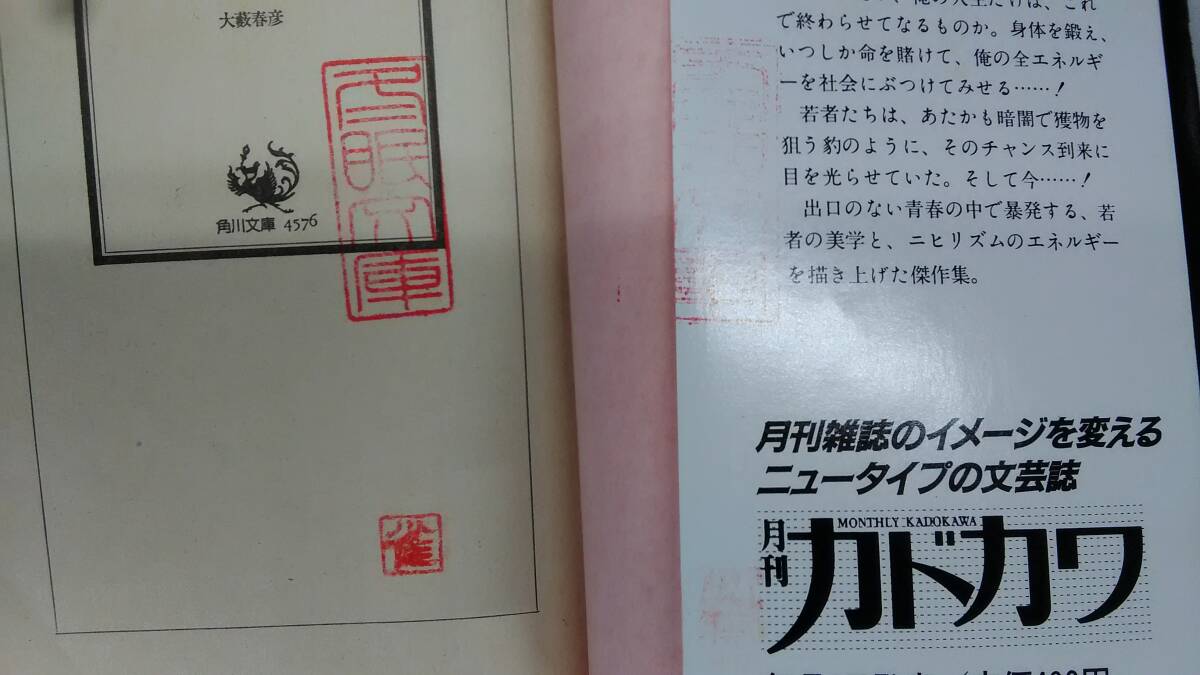 大藪春彦
角川文庫 4576
雀
で終わらせてなるものか。身体を鍛え、
いつしか命を賭けて、俺の全エネルギ
ーを社会にぶつけてみせる……！
若者たちは、あたかも暗闇で獲物を
狙う豹のように、そのチャンス到来に
目を光らせていた。そして今……！
出口のない青春の中で暴発する、若
者の美学と、ニヒリズムのエネルギー
を描き上げた傑作集。
月刊雑誌のイメージを変える
ニュータイプの文芸誌
MONTHLY KADOKAWA
月刊
カドカワ